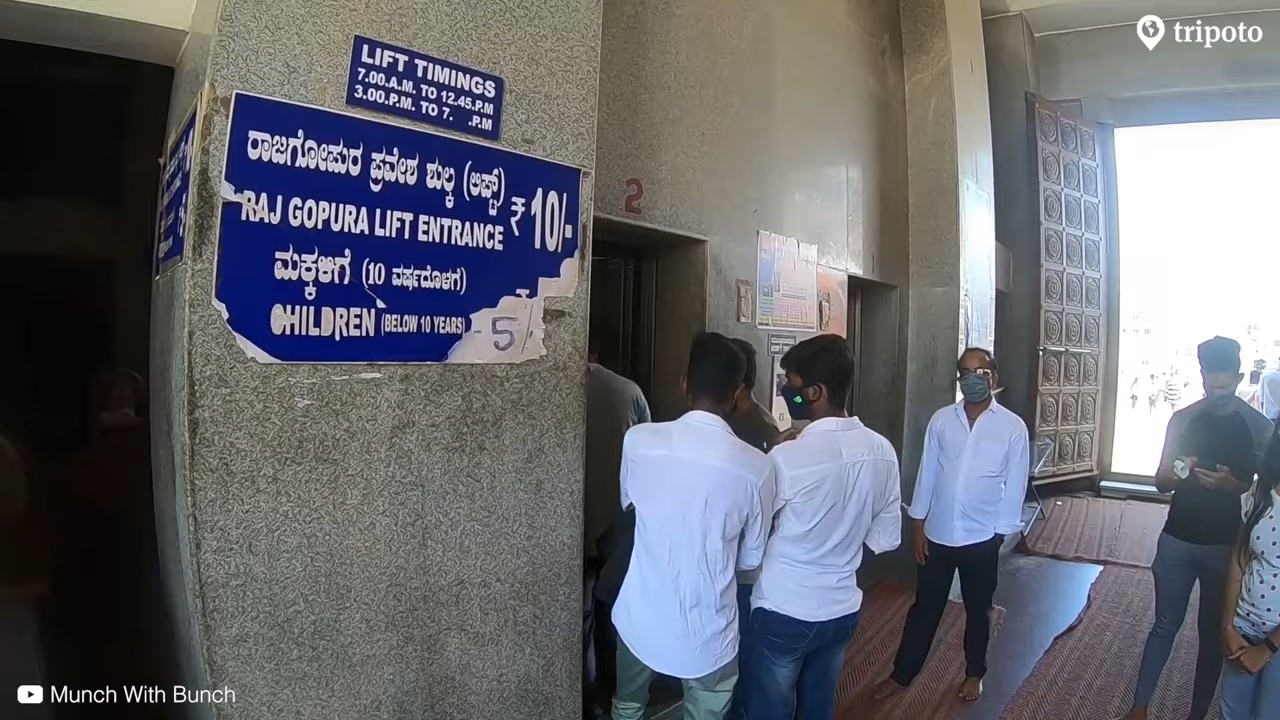 tripoto
LIFT TIMINGS
7.00.A.M. TO 12.45.P.M
3.00.P.M. TO 7. .P.M
ರಾಜಗೋಪುರ ಪ್ರವೇಶ ಶುಲ್ಕ (ಲಿಫ್ಟ್)
₹ 10/-
RAJ GOPURA LIFT ENTRANCE
ಮಕ್ಕಳಿಗೆ (10 ವರ್ಷದೊಳಗೆ)
CHILDREN (BELOW 10 YEARS)
5
2
Munch With Bunch